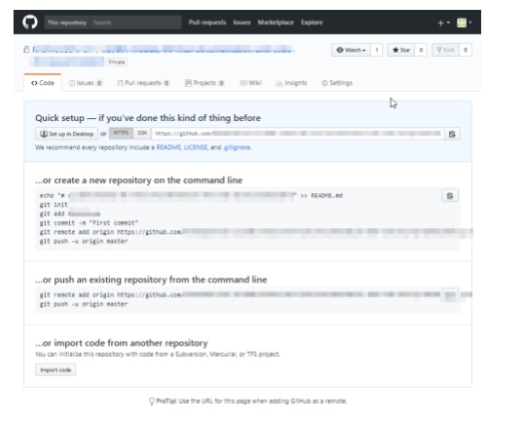 This repository Search Pull requests Issues Marketplace Explore
Private
Watch 1 Star 0 Fork 0
Code Issues 0 Pull requests 0 Projects 0 Wiki Insights Settings
Quick setup — if you've done this kind of thing before
Set up in Desktop or HTTPS SSH https://github.com/
We recommend every repository include a README, LICENSE, and .gitignore.
...or create a new repository on the command line
echo "# " >> README.md
git init
git add
git commit -m "first commit"
git remote add origin https://github.com/
git push -u origin master
...or push an existing repository from the command line
git remote add origin https://github.com/
git push -u origin master
...or import code from another repository
You can initialize this repository with code from a Subversion, Mercurial, or TFS project.
Import code
ProTip! Use the URL for this page when adding GitHub as a remote.